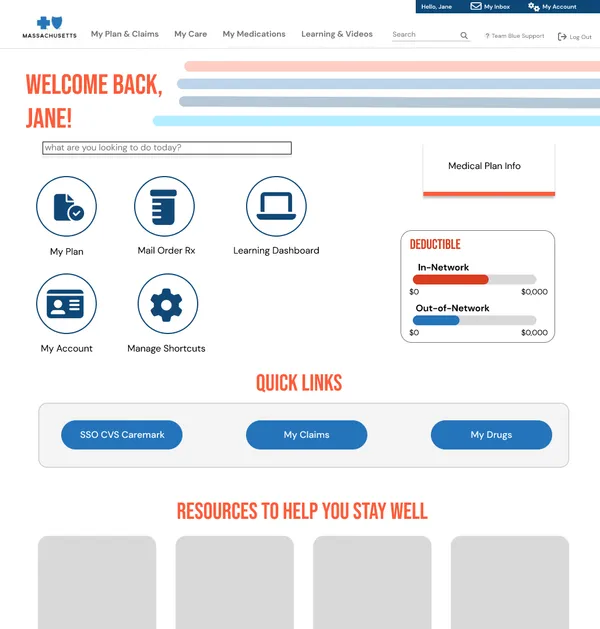 Hello, Jane
My Inbox
My Account
MASSACHUSETTS
My Plan & Claims
My Care
My Medications
Learning & Videos
Search
? Team Blue Support
Log Out
WELCOME BACK,
JANE!
what are you looking to do today?
Medical Plan Info
My Plan
Mail Order Rx
Learning Dashboard
DEDUCTIBLE
In-Network
$0 $0,000
Out-of-Network
$0 $0,000
My Account
Manage Shortcuts
QUICK LINKS
SSO CVS Caremark
My Claims
My Drugs
RESOURCES TO HELP YOU STAY WELL